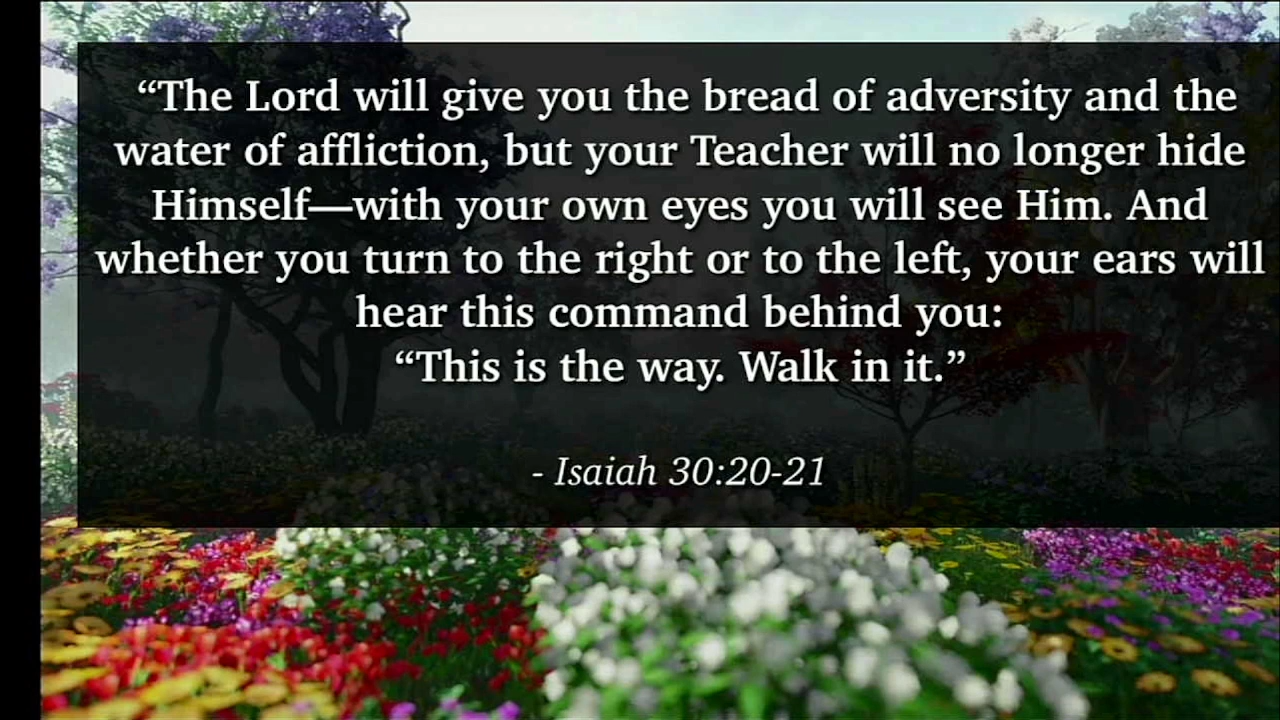 “The Lord will give you the bread of adversity and the
water of affliction, but your Teacher will no longer hide
Himself—with your own eyes you will see Him. And
whether you turn to the right or to the left, your ears will
hear this command behind you:
“This is the way. Walk in it.”
- Isaiah 30:20-21